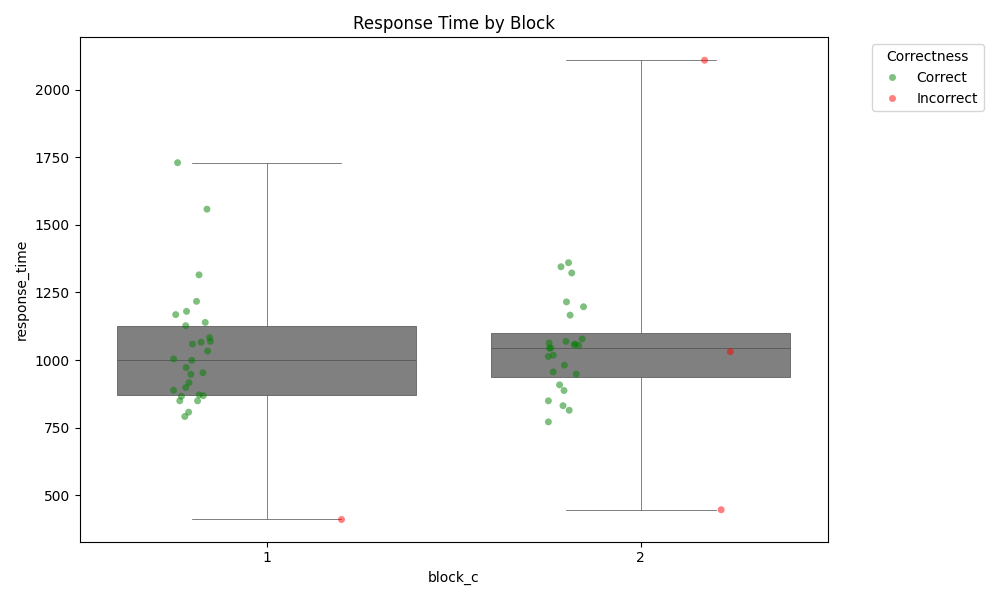 Response Time by Block
Correctness
Correct
Incorrect
response_time
2000
1750
1500
1250
1000
750
500
1 2
block_c